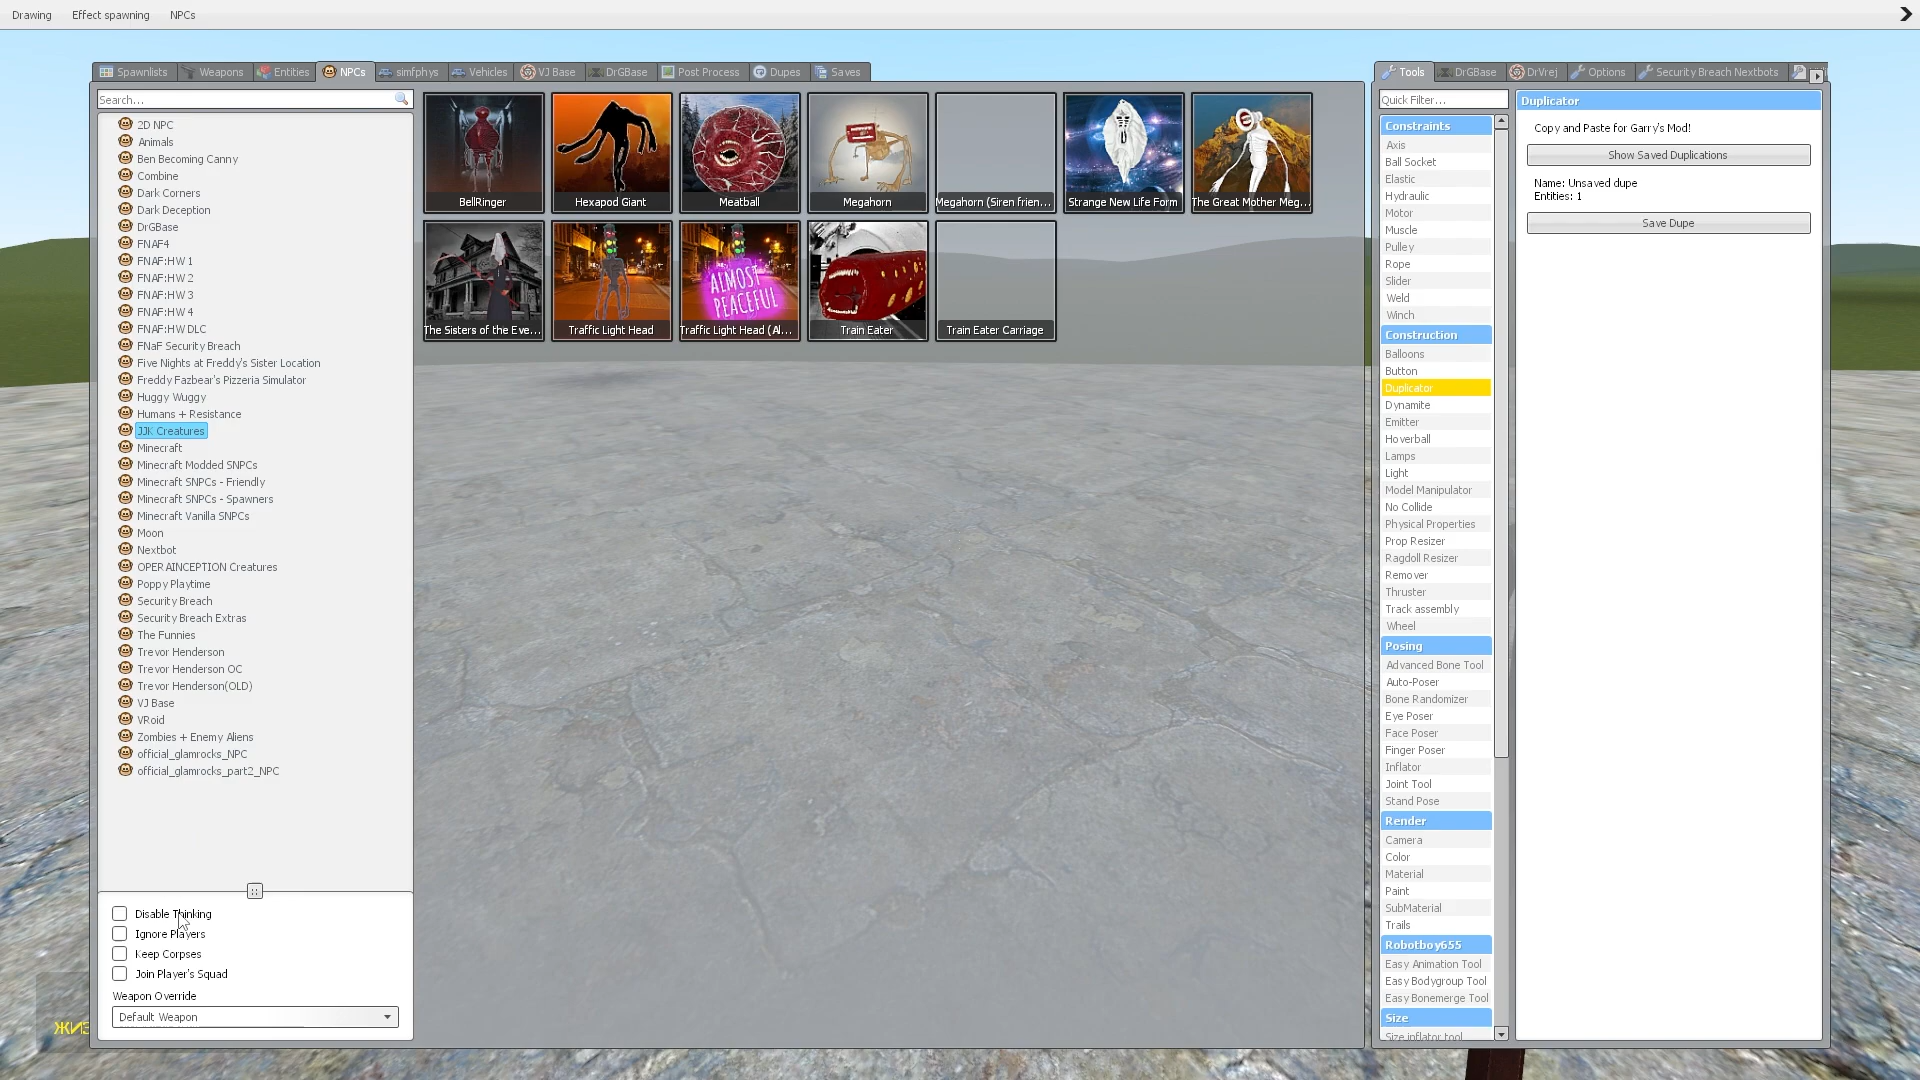 Drawing Effect spawning NPCs
Spawnlists Weapons Entities NPCs simfphys Vehicles VJ Base DrGBase Post Process Dupes Saves
Search...
2D NPC
Animals
Ben Becoming Canny
Combine
Dark Corners
Dark Deception
DrGBase
FNAF4
FNAF:HW 1
FNAF:HW 2
FNAF:HW 3
FNAF:HW 4
FNAF:HW DLC
FNaF Security Breach
Five Nights at Freddy's Sister Location
Freddy Fazbear's Pizzeria Simulator
Huggy Wuggy
Humans + Resistance
JJK Creatures
Minecraft
Minecraft Modded SNPCs
Minecraft SNPCs - Friendly
Minecraft SNPCs - Spawners
Minecraft Vanilla SNPCs
Moon
Nextbot
OPERAINCEPTION Creatures
Poppy Playtime
Security Breach
Security Breach Extras
The Funnies
Trevor Henderson
Trevor Henderson OC
Trevor Henderson(OLD)
VJ Base
VRoid
Zombies + Enemy Aliens
official_glamrocks_NPC
official_glamrocks_part2_NPC
Disable Thinking
Ignore Players
Keep Corpses
Join Player's Squad
Weapon Override
Default Weapon
ЖИЗ
BellRinger Hexapod Giant Meatball Megahorn Megahorn (Siren frien... Strange New Life Form The Great Mother Meg...
ALMOST
PEACEFUL
The Sisters of the Eve... Traffic Light Head Traffic Light Head (Al... Train Eater Train Eater Carriage
Tools DrGBase DrVrej Options Security Breach Nextbots
Quick Filter...
Constraints
Axis
Ball Socket
Elastic
Hydraulic
Motor
Muscle
Pulley
Rope
Slider
Weld
Winch
Construction
Balloons
Button
Duplicator
Dynamite
Emitter
Hoverball
Lamps
Light
Model Manipulator
No Collide
Physical Properties
Prop Resizer
Ragdoll Resizer
Remover
Thruster
Track assembly
Wheel
Posing
Advanced Bone Tool
Auto-Poser
Bone Randomizer
Eye Poser
Face Poser
Finger Poser
Inflator
Joint Tool
Stand Pose
Render
Camera
Color
Material
Paint
SubMaterial
Trails
Robotboy655
Easy Animation Tool
Easy Bodygroup Tool
Easy Bonemerge Tool
Size
Size inflator tool
Duplicator
Copy and Paste for Garry's Mod!
Show Saved Duplications
Name: Unsaved dupe
Entities: 1
Save Dupe